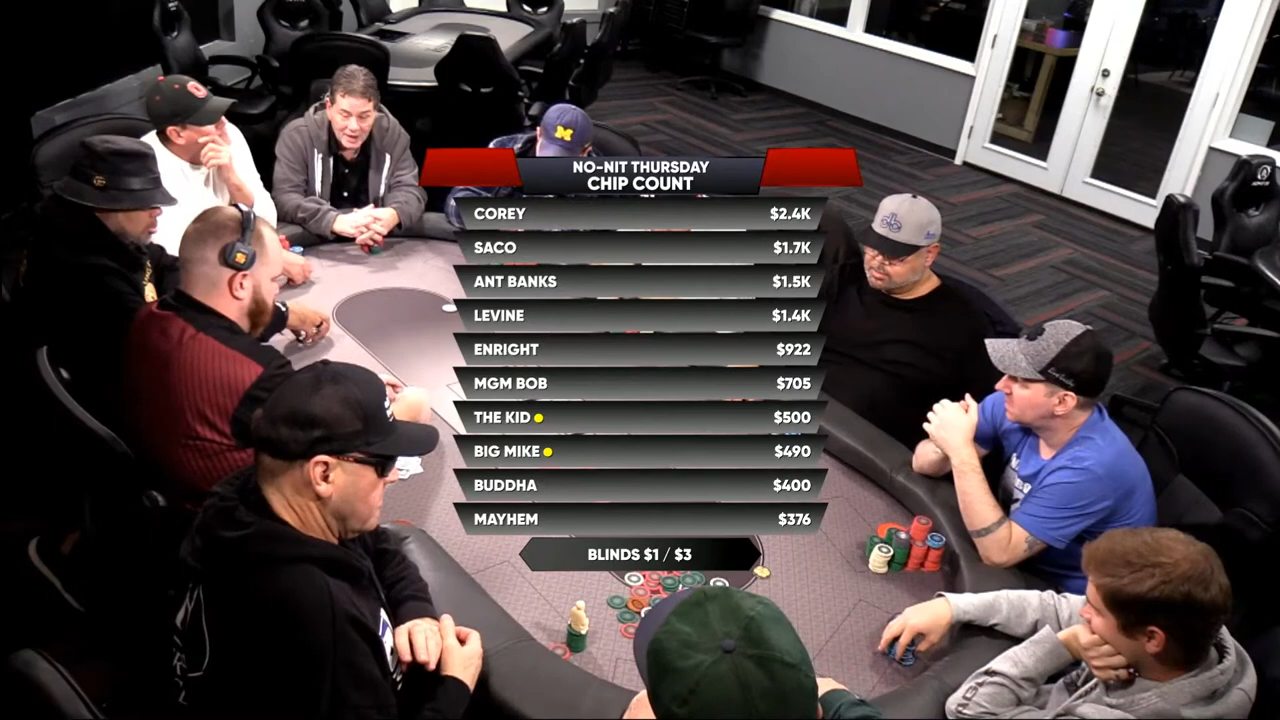 NO-NIT THURSDAY
CHIP COUNT
COREY $2.4K
SACO $1.7K
ANT BANKS $1.5K
LEVINE $1.4K
ENRIGHT $922
MGM BOB $705
THE KID $500
BIG MIKE $490
BUDDHA $400
MAYHEM $376
BLINDS $1 / $3
M